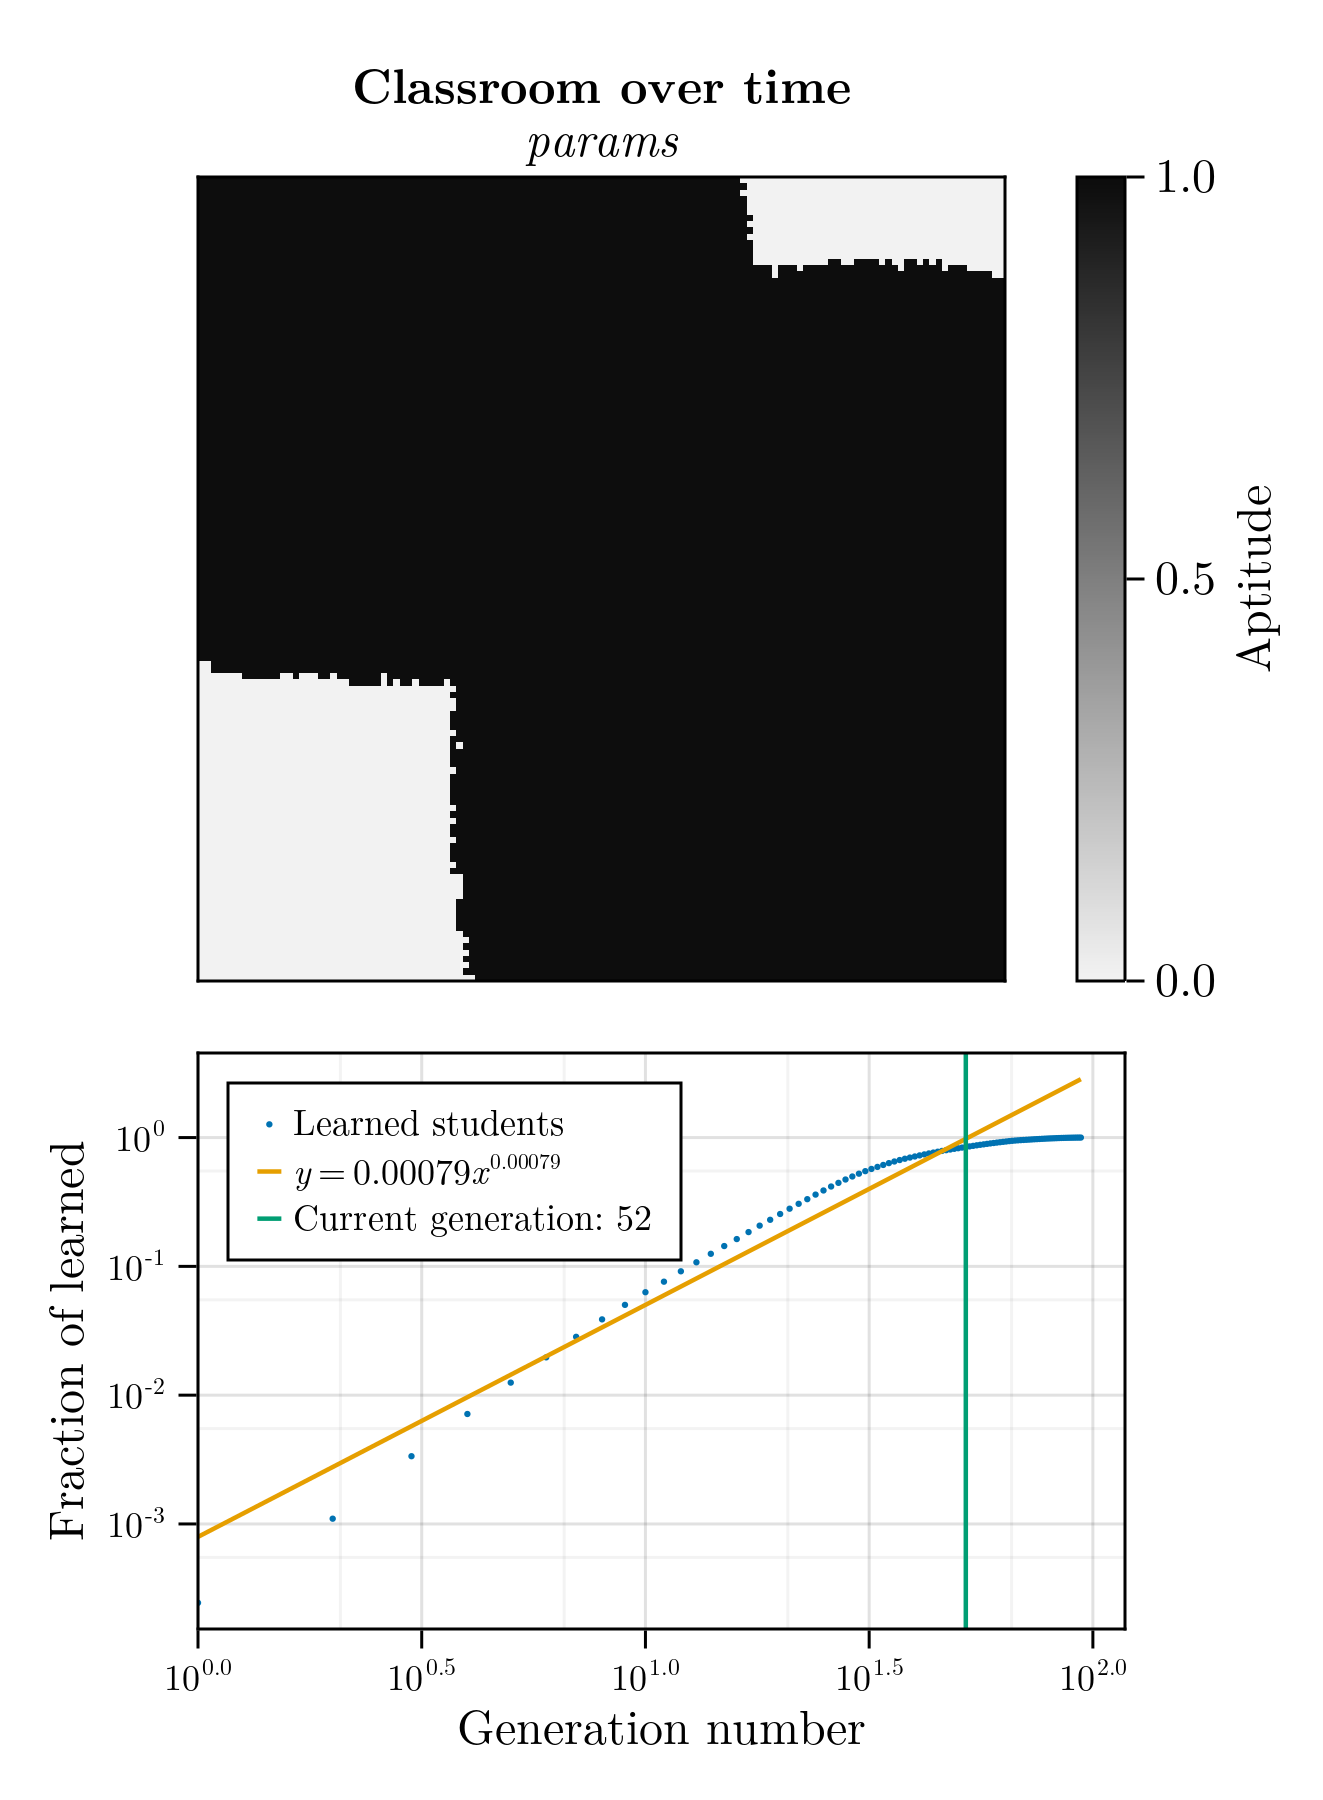 Classroom over time
params
1.0
0.5
0.0
Aptitude
Learned students
y = 0.00079x^0.00079
Current generation: 52
10^0
10^-1
10^-2
10^-3
Fraction of learned
10^0.0 10^0.5 10^1.0 10^1.5 10^2.0
Generation number